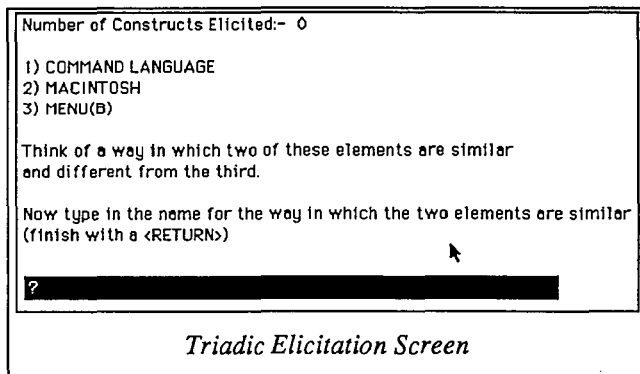 Number of Constructs Elicited:- 0
1) COMMAND LANGUAGE
2) MACINTOSH
3) MENU(B)
Think of a way in which two of these elements are similar
and different from the third.
Now type in the name for the way in which the two elements are similar
(finish with a <RETURN>)
?
Triadic Elicitation Screen